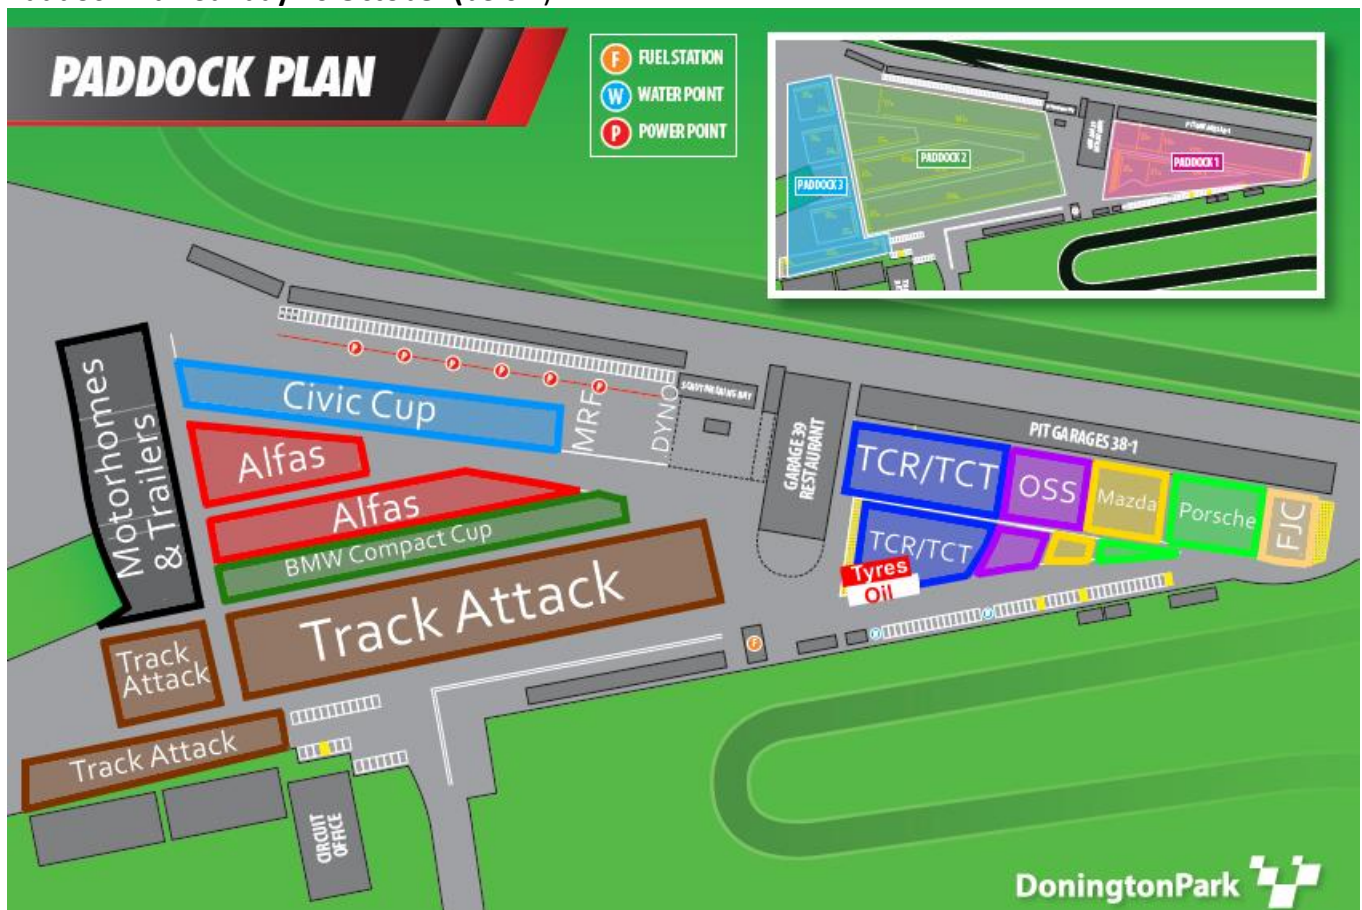 PADDOCK PLAN
F FUEL STATION
W WATER POINT
P POWER POINT
PADDOCK 3
PADDOCK 2
PADDOCK 1
Motorhomes
& Trailers
P
P
P
P
P
P
Civic Cup
MRF
DYNO
Alfas
Alfas
BMW Compact Cup
Track Attack
Track
Attack
Track Attack
CIRCUIT
OFFICE
GARAGE 39
RESTAURANT
PIT GARAGES 38-1
TCR/TCT
OSS
Mazda
Porsche
FJC
TCR/TCT
Tyres
Oil
W
W
F
DoningtonPark